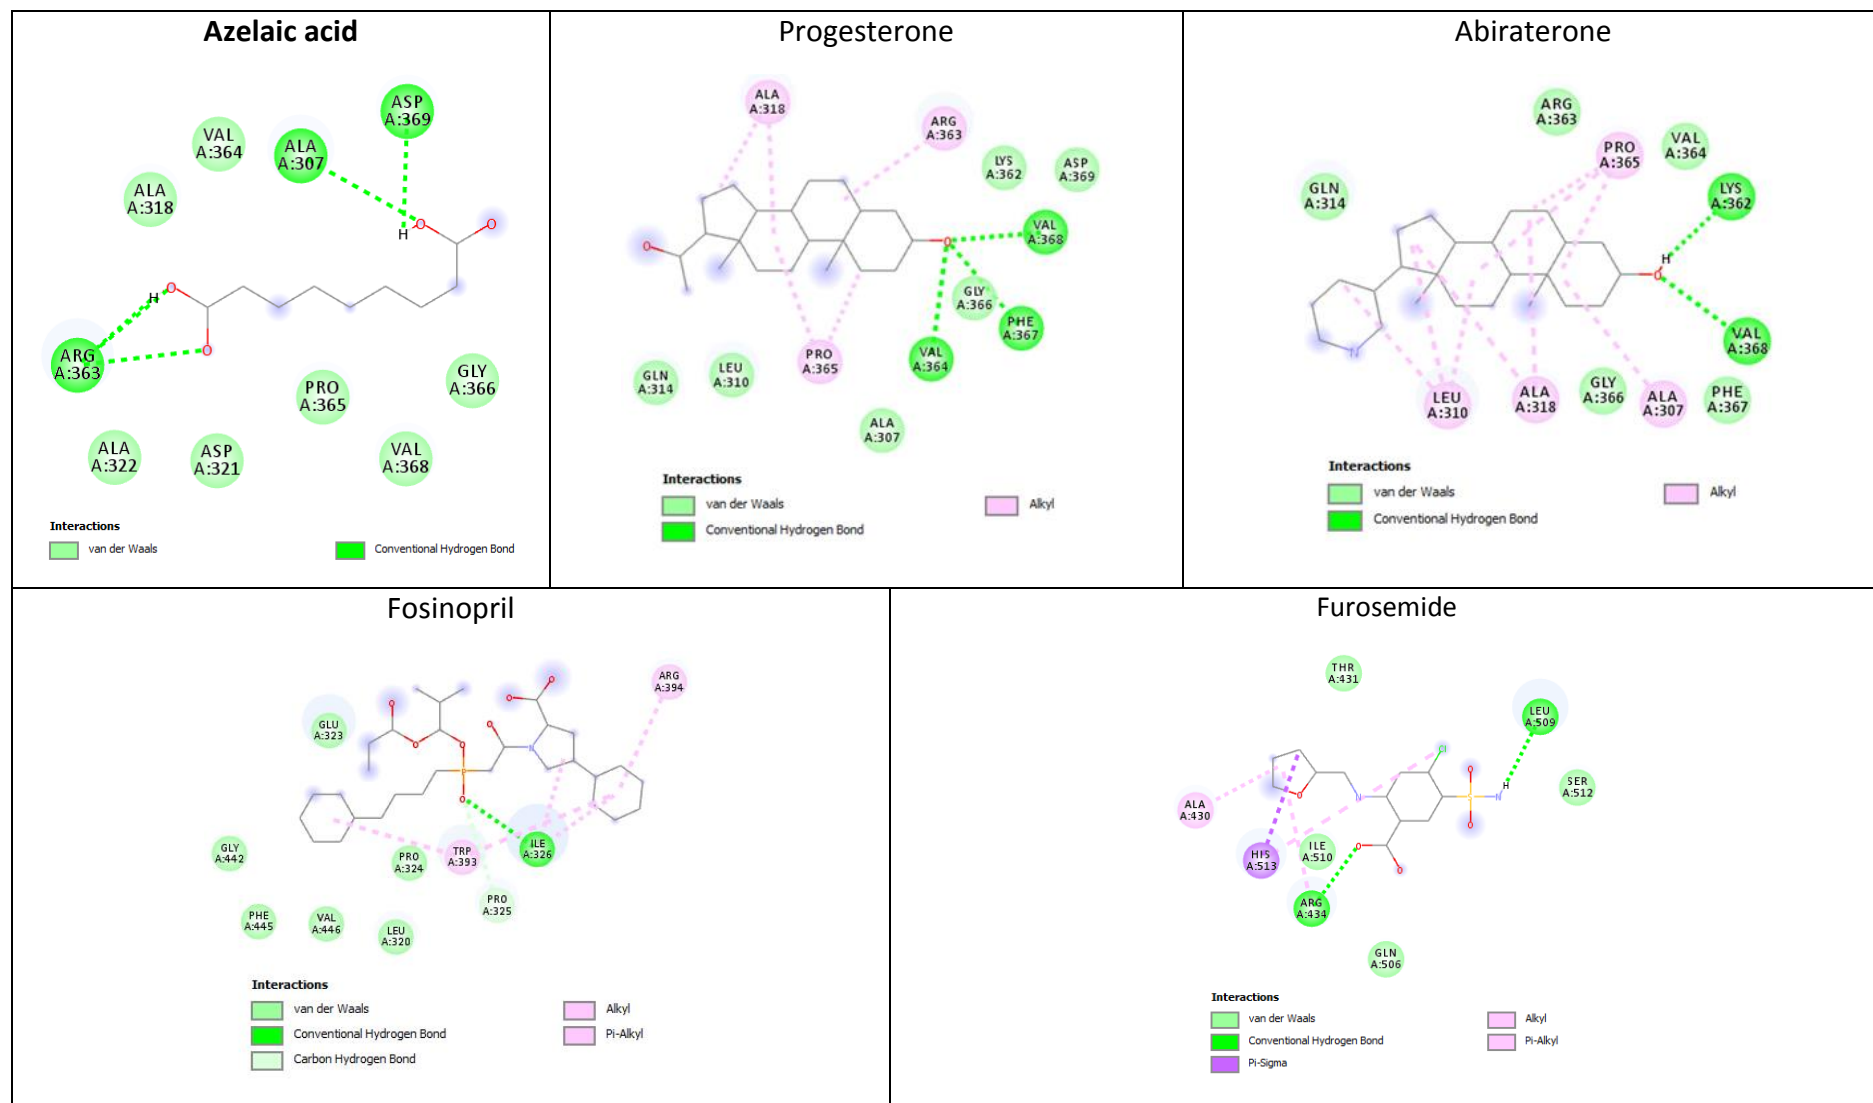 Azelaic acid
ASP
A:369
VAL
A:364
ALA
A:307
ALA
A:318
O
O
H
H
O
O
ARG
A:363
PRO
A:365
GLY
A:366
ALA
A:322
ASP
A:321
VAL
A:368
Interactions
van der Waals
Conventional Hydrogen Bond
Progesterone
ALA
A:318
ARG
A:363
LYS
A:362
ASP
A:369
VAL
A:368
O
O
GLY
A:366
PHE
A:367
VAL
A:364
PRO
A:365
LEU
A:310
GLN
A:314
ALA
A:307
Interactions
van der Waals
Alkyl
Conventional Hydrogen Bond
Abiraterone
ARG
A:363
PRO
A:365
VAL
A:364
GLN
A:314
LYS
A:362
H
O
N
VAL
A:368
LEU
A:310
ALA
A:318
GLY
A:366
ALA
A:307
PHE
A:367
Interactions
van der Waals
Alkyl
Conventional Hydrogen Bond
Fosinopril
ARG
A:394
GLU
A:323
O
O
O
O
O
O
N
P
O
GLY
A:442
PRO
A:324
TRP
A:393
ILE
A:326
PRO
A:325
PHE
A:445
VAL
A:446
LEU
A:320
Interactions
van der Waals
Alkyl
Conventional Hydrogen Bond
Pi-Alkyl
Carbon Hydrogen Bond
Furosemide
THR
A:431
LEU
A:509
Cl
O
H
SER
A:512
ALA
A:430
O
N
S
N
O
HIS
A:513
ILE
A:510
O
O
ARG
A:434
GLN
A:506
Interactions
van der Waals
Alkyl
Conventional Hydrogen Bond
Pi-Alkyl
Pi-Sigma